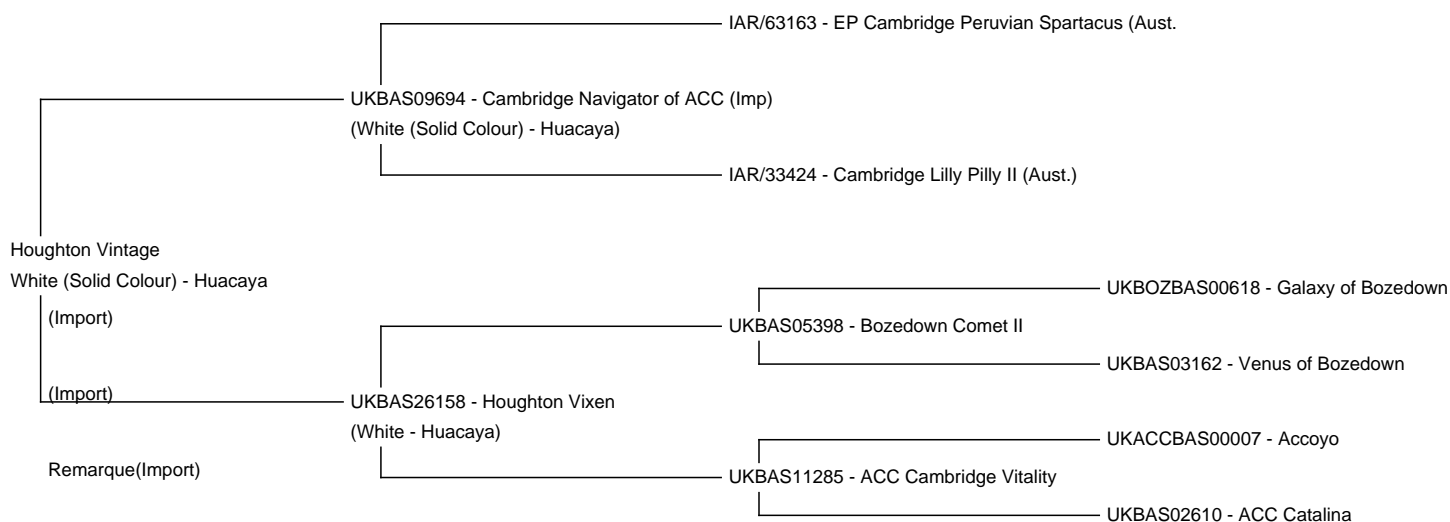 IAR/63163 - EP Cambridge Peruvian Spartacus (Aust.
UKBAS09694 - Cambridge Navigator of ACC (Imp)
(White (Solid Colour) - Huacaya)
IAR/33424 - Cambridge Lilly Pilly II (Aust.)
Houghton Vintage
White (Solid Colour) - Huacaya
(Import)
UKBOZBAS00618 - Galaxy of Bozedown
UKBAS05398 - Bozedown Comet II
UKBAS03162 - Venus of Bozedown
(Import)
UKBAS26158 - Houghton Vixen
(White - Huacaya)
UKACCBAS00007 - Accoyo
Remarque(Import)
UKBAS11285 - ACC Cambridge Vitality
UKBAS02610 - ACC Catalina